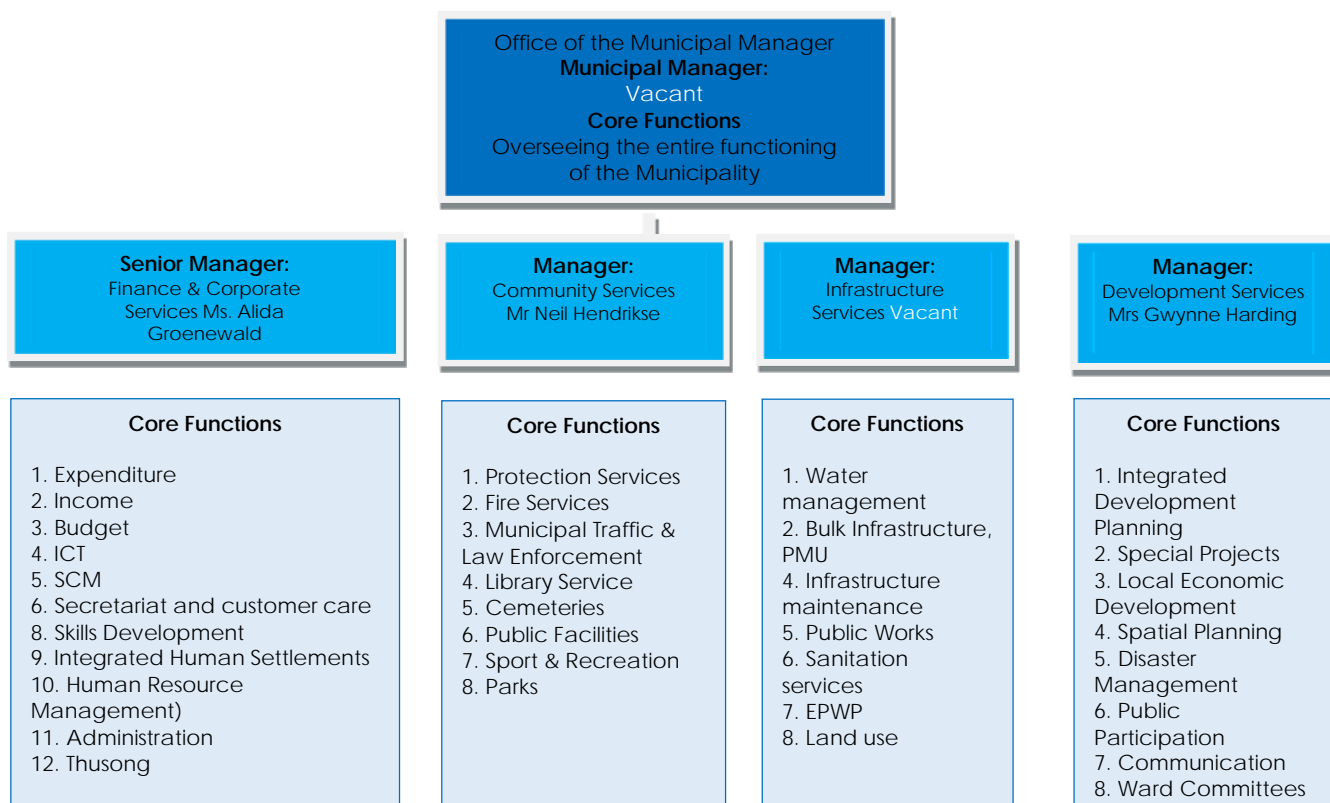 Office of the Municipal Manager
Municipal Manager:
Vacant
Core Functions
Overseeing the entire functioning
of the Municipality
Senior Manager:
Finance & Corporate
Services Ms. Alida
Groenewald
Manager:
Community Services
Mr Neil Hendrikse
Manager:
Infrastructure
Services Vacant
Manager:
Development Services
Mrs Gwynne Harding
Core Functions
1. Expenditure
2. Income
3. Budget
4. ICT
5. SCM
6. Secretariat and customer care
8. Skills Development
9. Integrated Human Settlements
10. Human Resource
Management)
11. Administration
12. Thusong
Core Functions
1. Protection Services
2. Fire Services
3. Municipal Traffic &
Law Enforcement
4. Library Service
5. Cemeteries
6. Public Facilities
7. Sport & Recreation
8. Parks
Core Functions
1. Water
management
2. Bulk Infrastructure,
PMU
4. Infrastructure
maintenance
5. Public Works
6. Sanitation
services
7. EPWP
8. Land use
Core Functions
1. Integrated
Development
Planning
2. Special Projects
3. Local Economic
Development
4. Spatial Planning
5. Disaster
Management
6. Public
Participation
7. Communication
8. Ward Committees